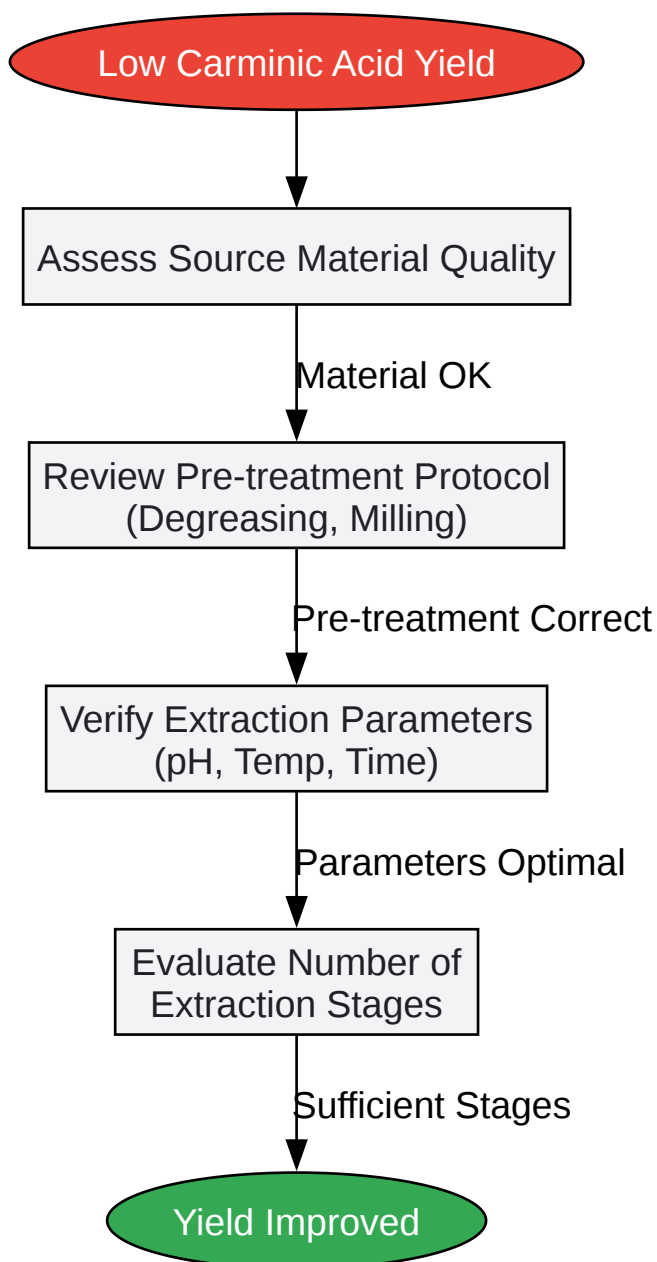 Low Carminic Acid Yield
Assess Source Material Quality
Material OK
Review Pre-treatment Protocol
(Degreasing, Milling)
Pre-treatment Correct
Verify Extraction Parameters
(pH, Temp, Time)
Parameters Optimal
Evaluate Number of
Extraction Stages
Sufficient Stages
Yield Improved